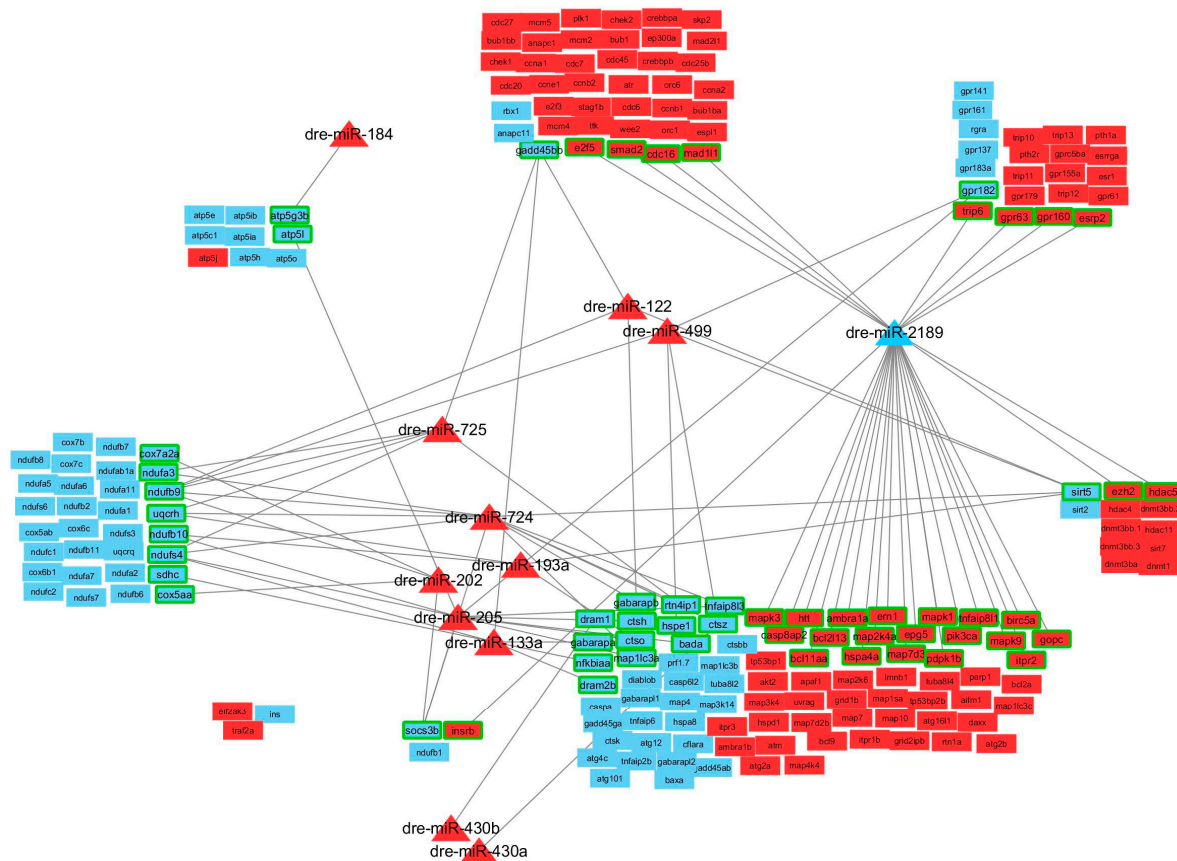 cdc27 mcm5 plk1 chek2 crebbpa skp2
bub1bb anapc1 mcm2 bub1 ep300a mad2l1
chek1 ccna1 cdc7 cdc45 crebbpb cdc25b
cdc20 ccne1 ccnb2 atr orc6 ccna2
rbx1 e2f3 stag1b cdc6 ccnb1 bub1ba
anapc11 mcm4 ttk wee2 orc1 espl1
gadd45bb e2f5 smad2 cdc16 mad1l1
gpr141
gpr161
rgra trip10 trip13 pth1a
gpr137 pth2r gprc5ba esrrga
gpr183a trip11 gpr155a esr1
gpr182 gpr179 trip12 gpr61
trip6 gpr63 gpr160 esrp2
dre-miR-184
atp5e atp5ib atp5g3b
atp5c1 atp5ia atp5l
atp5j atp5h atp5o
dre-miR-122
dre-miR-499
dre-miR-2189
dre-miR-725
cox7b ndufb7 cox7a2a
ndufb8 cox7c ndufab1a ndufa3
ndufa5 ndufa6 ndufa11 ndufb9
ndufs6 ndufb2 ndufa1 uqcrh
cox5ab cox6c ndufs3 ndufb10
ndufc1 ndufb11 uqcrq ndufs4
cox6b1 ndufa7 ndufa2 sdhc
ndufc2 ndufs7 ndufb6 cox5aa
sirt5 ezh2 hdac5
sirt2 hdac4
dnmt3bb.1 hdac11
dnmt3bb.3 sirt7
dnmt3ba dnmt1
dre-miR-724
dre-miR-193a
dre-miR-202
dre-miR-205
dre-miR-133a
gabarapb rtn4ip1 tnfaip8l3
dram1 ctsh hspe1 ctsz
gabarapa ctso bada
nfkbiaa map1lc3a ctsbb
dram2b
mapk3 htt ambra1a ern1 mapk1 tnfaip8l1 birc5a
casp8ap2 bcl2l13 map2k4a epg5 pik3ca mapk9 gopc
bcl11aa hspa4a map7d3 pdpk1b itpr2
prf1.7
diablob casp6l2 map1lc3b
tuba8l2
gabarapl1 map4 map3k14
caspa
gadd45ga tnfaip6 hspa8
ctsk atg12 cflara
atg4c tnfaip2b gabarapl2 gadd45ab
atg101 baxa
tp53bp1
akt2 apaf1 map2k6 lmnb1 tuba8l4 parp1 bcl2a
map3k4 uvrag grid1b map1sa tp53bp2b aifm1 map1lc3c
itpr3 hspd1 map7d2b map7 map10 atg16l1 daxx
ambra1b atm bcl9 itpr1b grid2ipb rtn1a atg2b
atg2a map4k4
eif2ak3 ins
traf2a
socs3b insrb
ndufb1
dre-miR-430b
dre-miR-430a